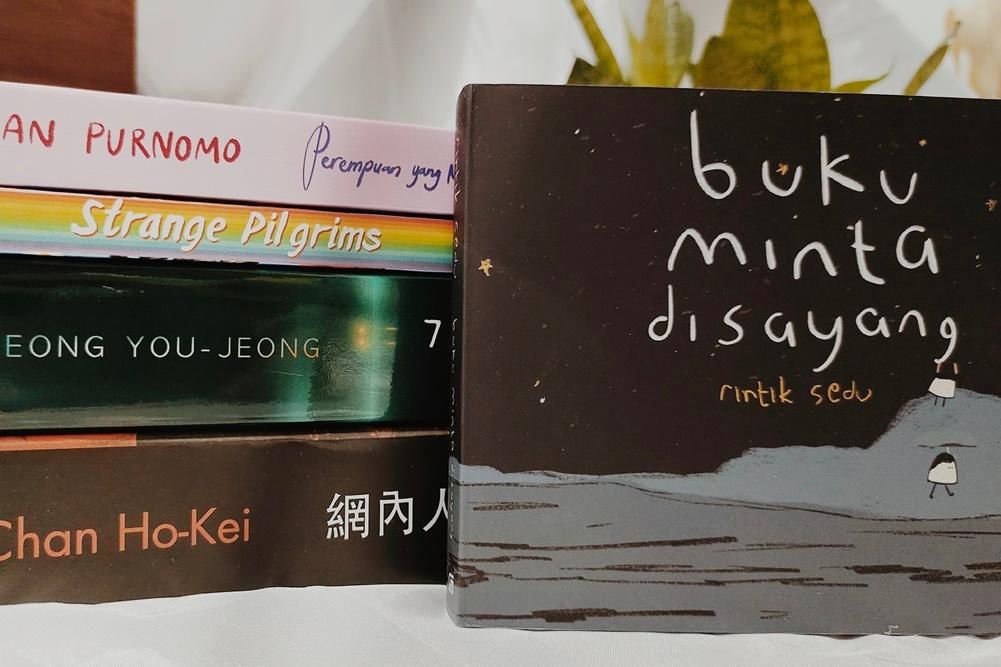 AN PURNOMO Perempuan yang
Strange Pilgrims
EONG YOU-JEONG 7
Chan Ho-Kei 網內人
buku
minta
disayang
rintik sedu